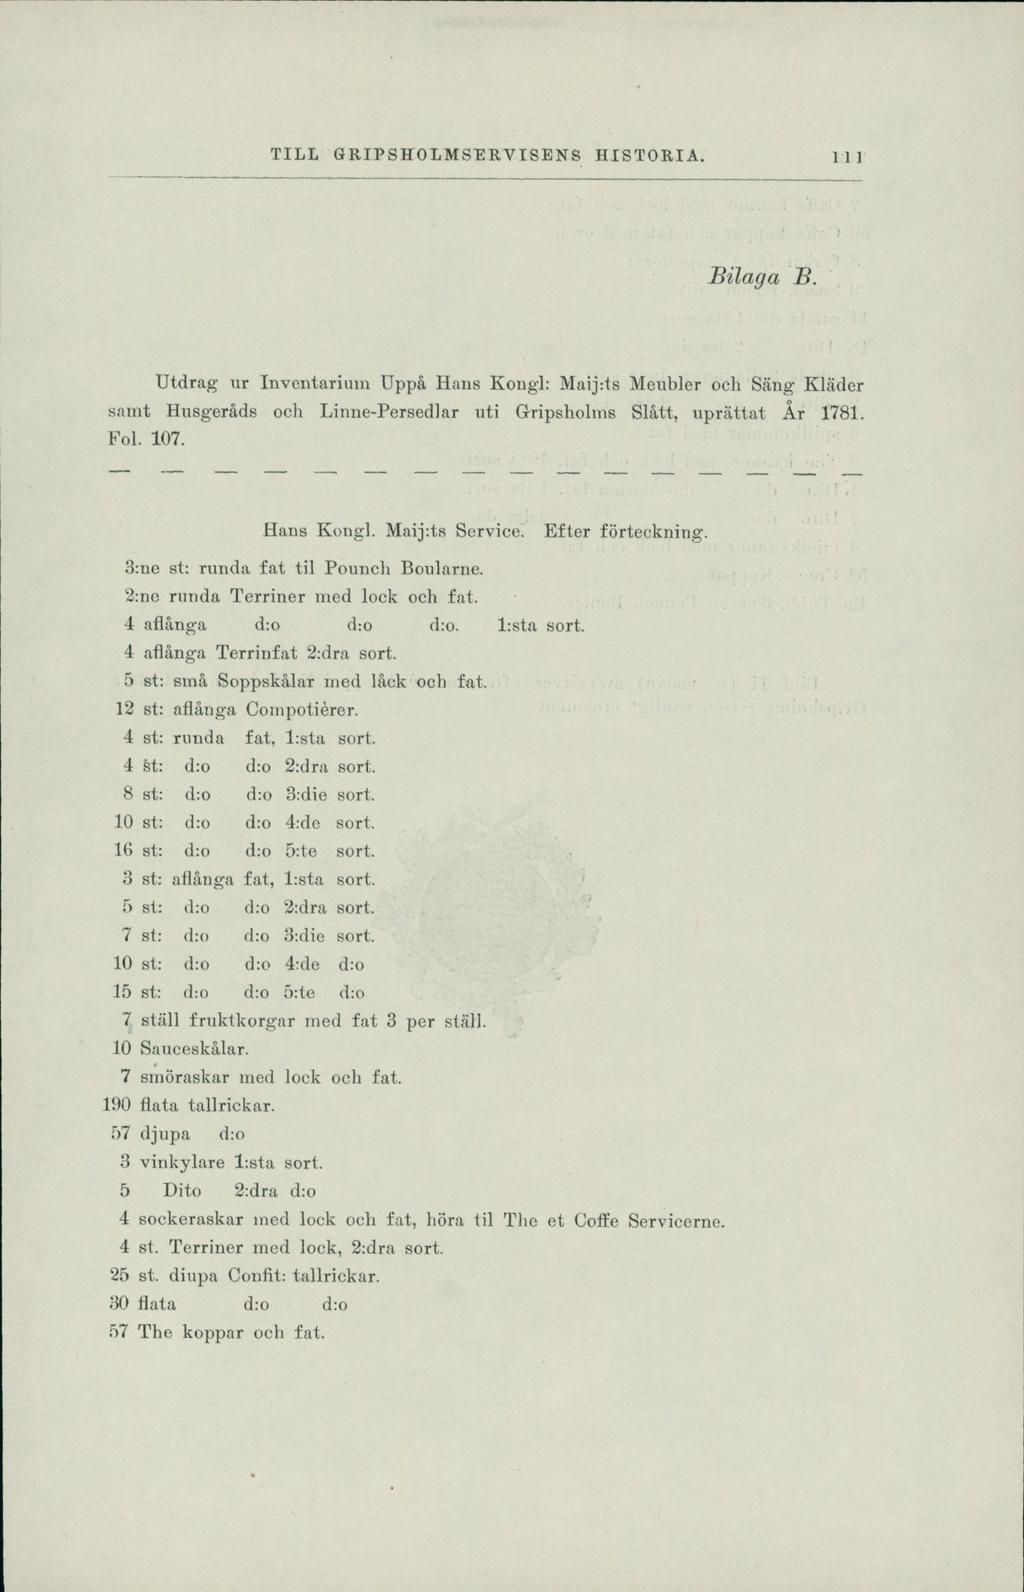 TILL GRIPSHOLMSERVISENS HISTORIA. 111
Bilaga B.
Utdrag ur Inventarium Uppå Hans Kongl: Maij:ts Meubler och Säng Kläder
samt Husgeråds och Linne-Persedlar uti Gripsholms Slått, uprättat År 1781.
Fol. 107.
— — — — — — — — — — — — — — — —
Hans Kongl. Maij:ts Service. Efter förteckning.
3:ne st: runda fat til Pounch Boularne.
2:ne runda Terriner med lock och fat.
4 aflånga d:o d:o d:o. 1:sta sort.
4 aflånga Terrinfat 2:dra sort.
5 st: små Soppskålar med låck och fat.
12 st: aflånga Compotièrer.
4 st: runda fat, 1:sta sort.
4 st: d:o d:o 2:dra sort.
8 st: d:o d:o 3:die sort.
10 st: d:o d:o 4:de sort.
16 st: d:o d:o 5:te sort.
3 st: aflånga fat, 1:sta sort.
5 st: d:o d:o 2:dra sort.
7 st: d:o d:o 3:die sort.
10 st: d:o d:o 4:de d:o
15 st: d:o d:o 5:te d:o
7 ställ fruktkorgar med fat 3 per ställ.
10 Sauceskålar.
7 smöraskar med lock och fat.
190 flata tallrickar.
57 djupa d:o
3 vinkylare 1:sta sort.
5 Dito 2:dra d:o
4 sockeraskar med lock och fat, höra til The et Coffe Servicerne.
4 st. Terriner med lock, 2:dra sort.
25 st. diupa Confit: tallrickar.
30 flata d:o d:o
57 The koppar och fat.